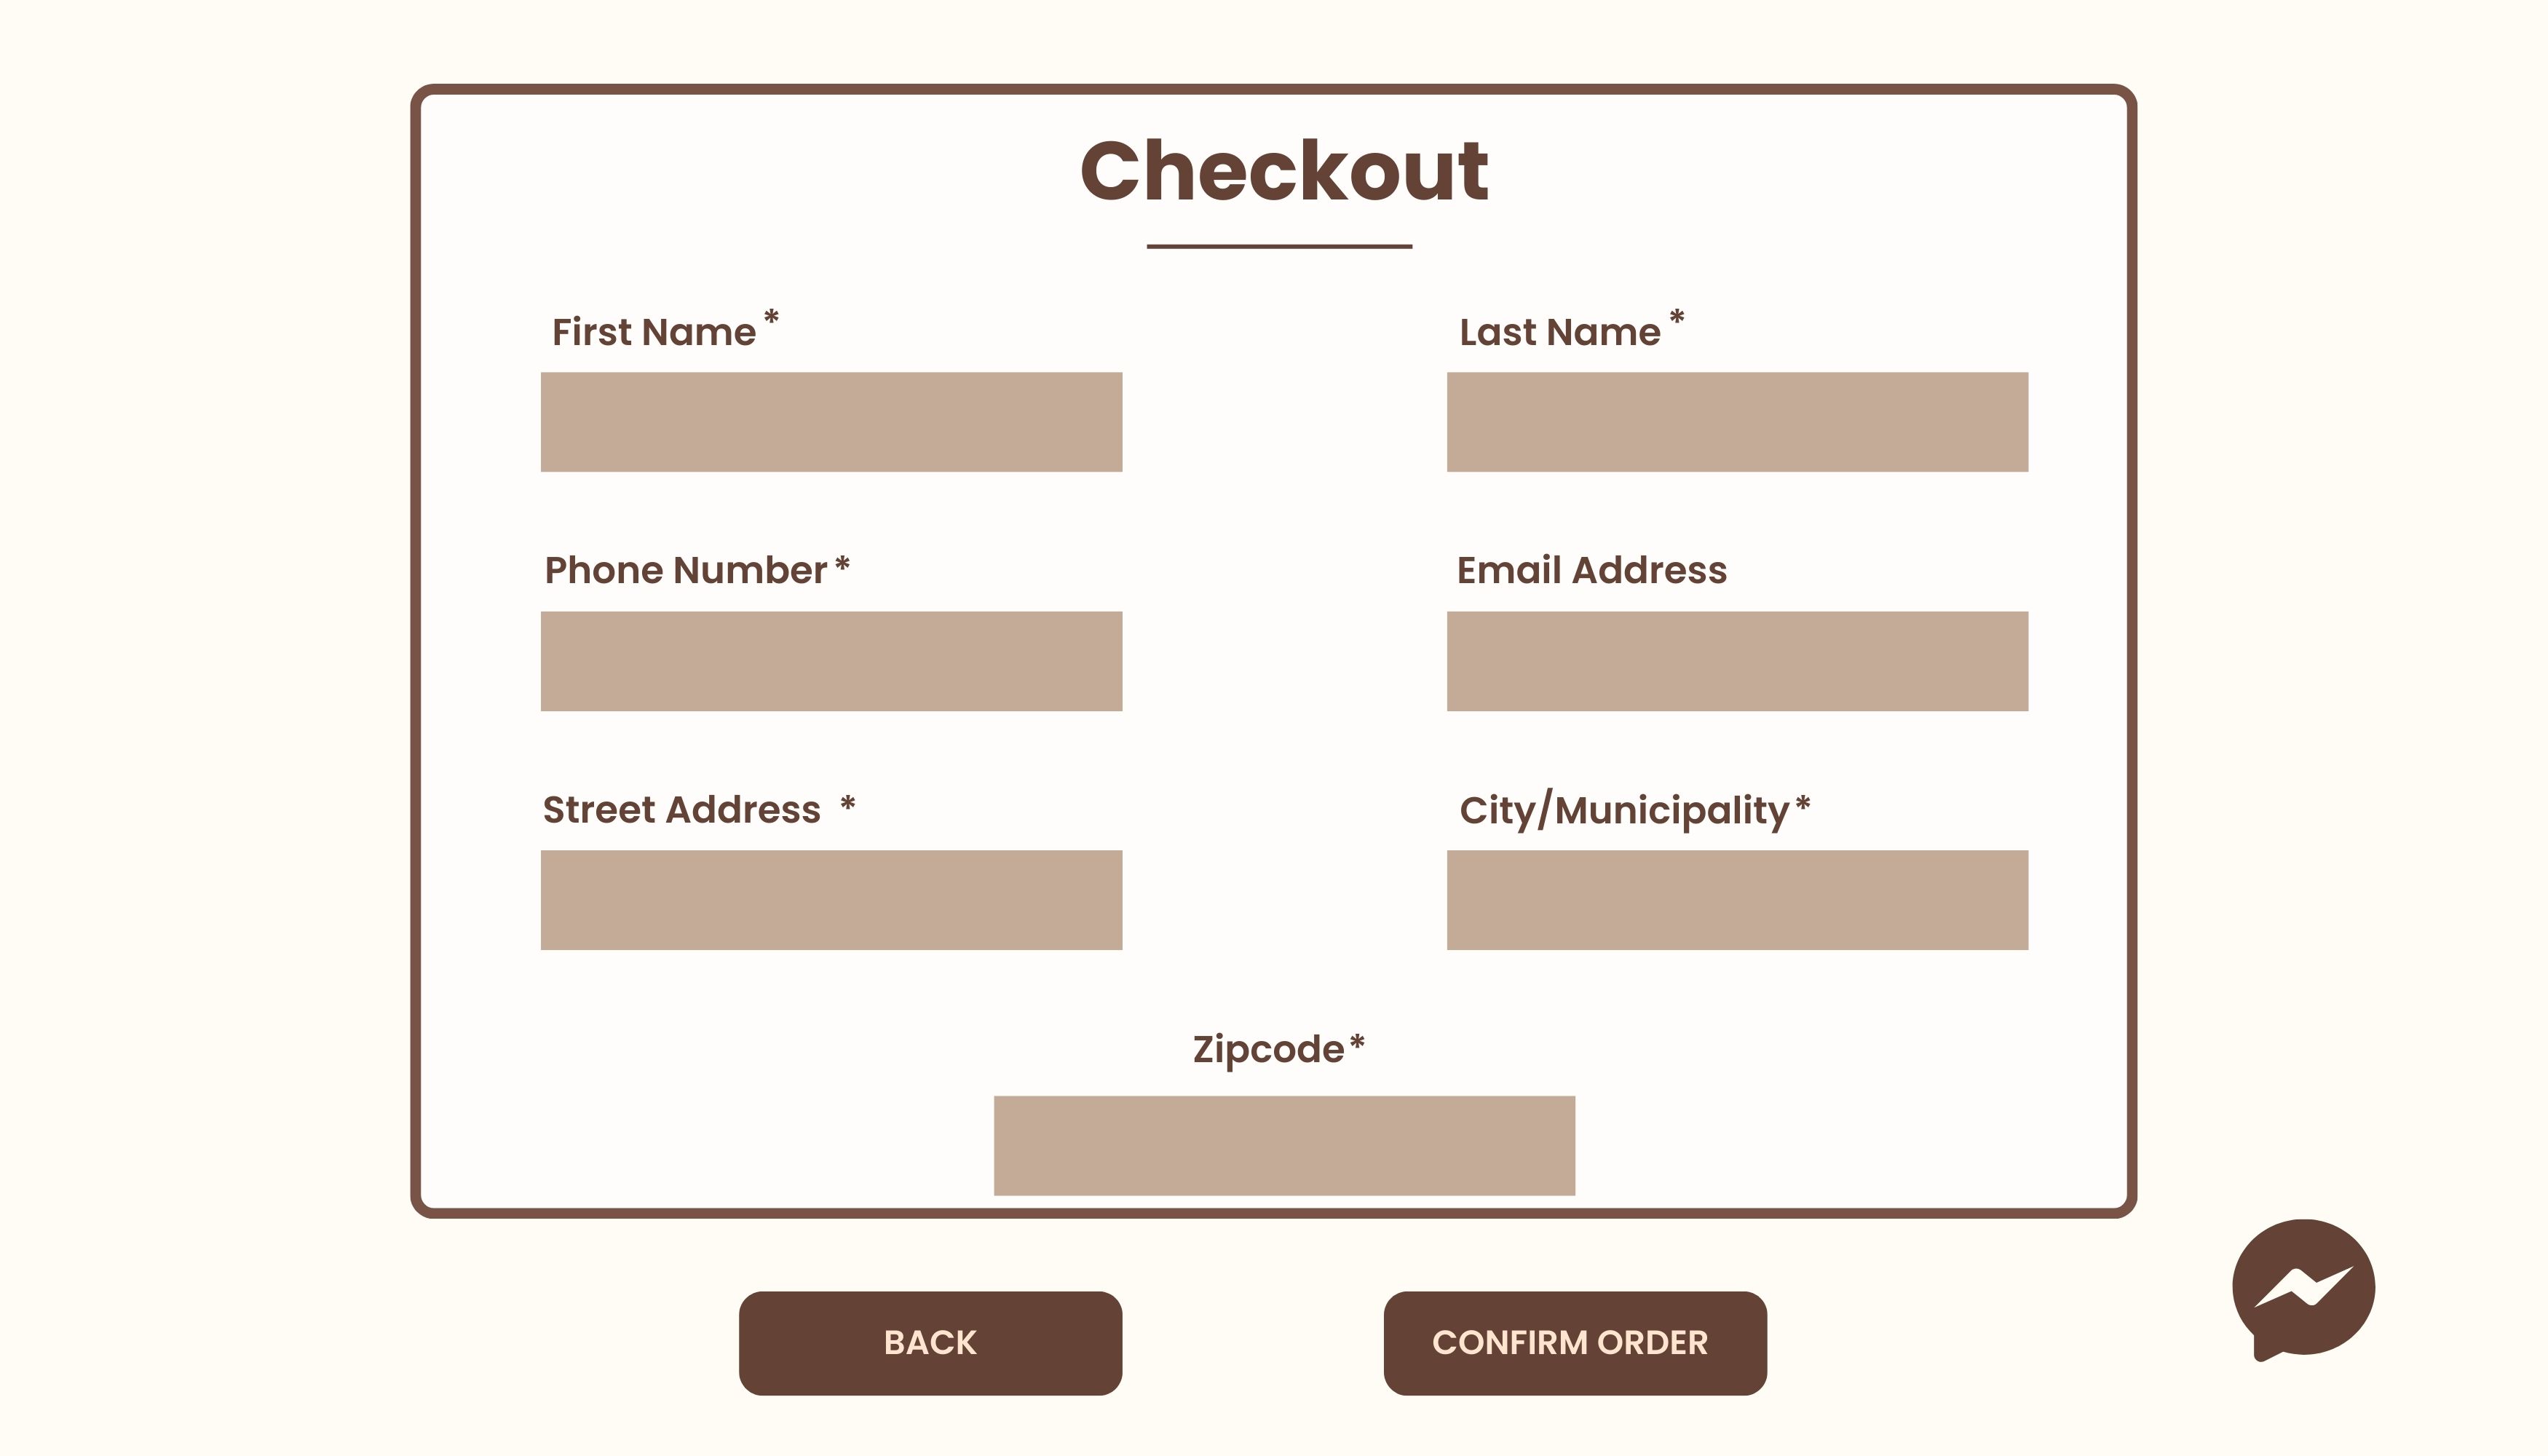 Checkout
First Name *
Last Name *
Phone Number *
Email Address
Street Address *
City/Municipality *
Zipcode *
BACK
CONFIRM ORDER